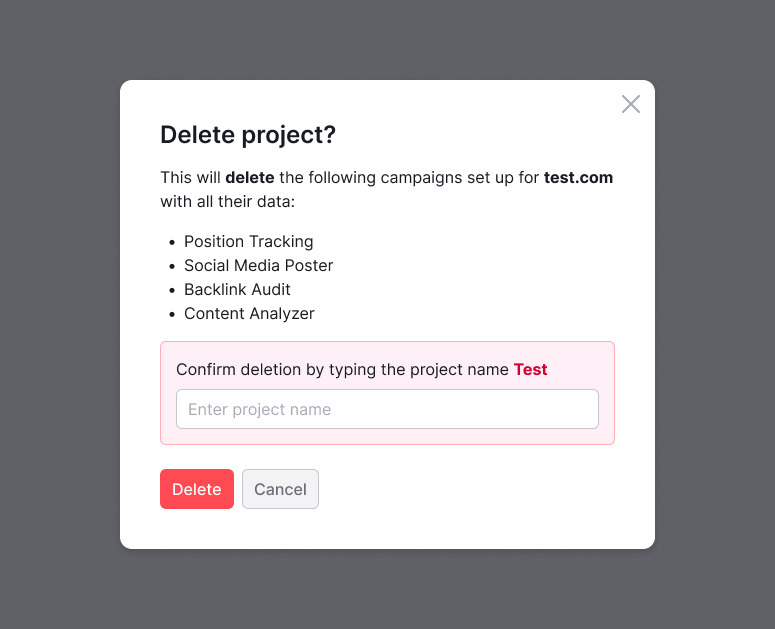 Delete project?
This will delete the following campaigns set up for test.com
with all their data:
• Position Tracking
• Social Media Poster
• Backlink Audit
• Content Analyzer
Confirm deletion by typing the project name Test
Enter project name
Delete
Cancel